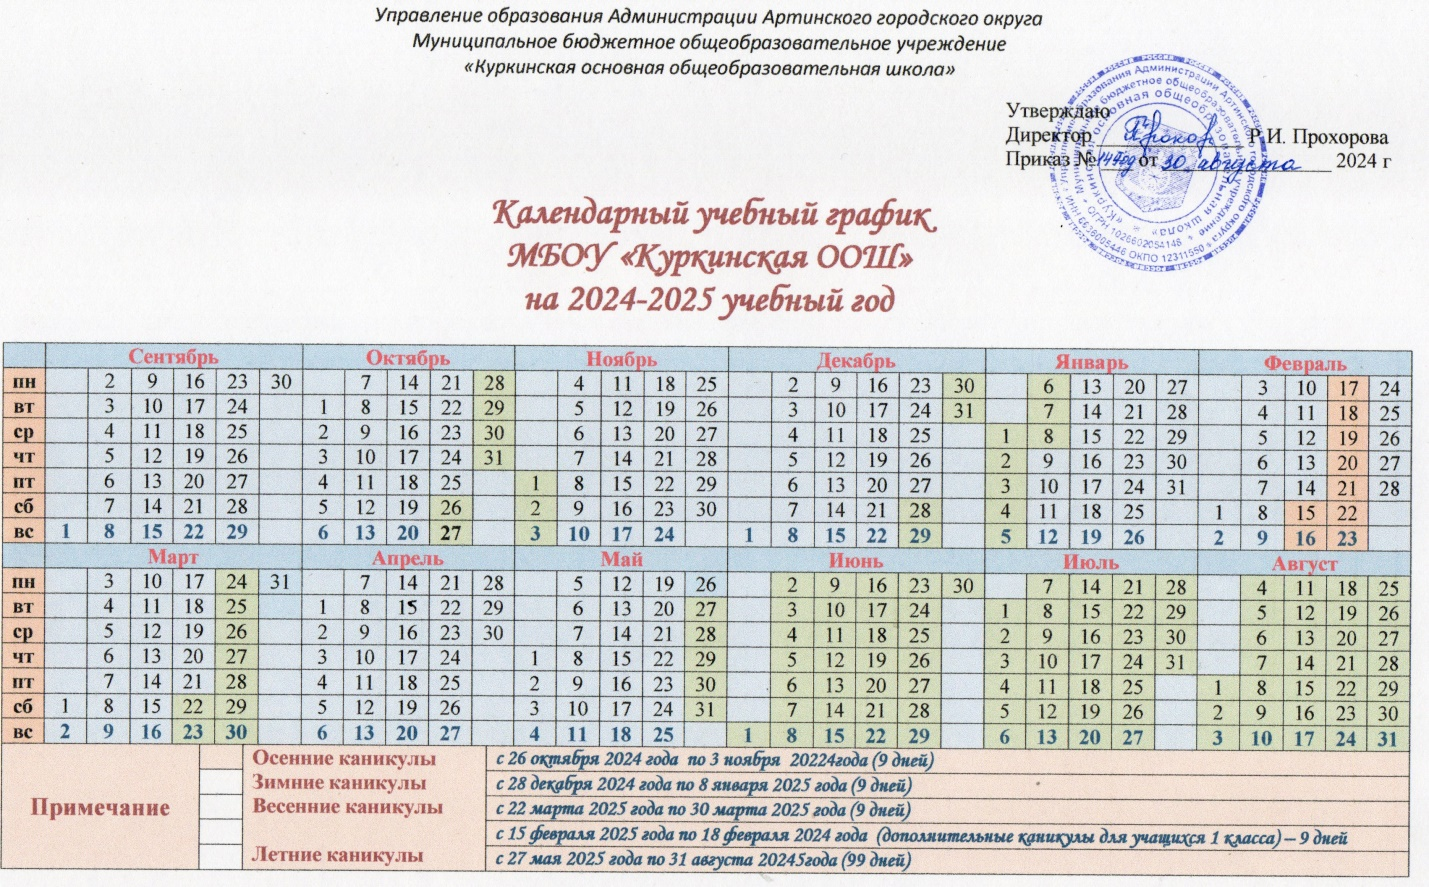 Управление образования Администрации Артинского городского округа
Муниципальное бюджетное общеобразовательное учреждение
«Куркинская основная общеобразовательная школа»
Утверждаю
Директор Р.И. Прохорова
Приказ № от 30 августа 2024 г
ОГРН 1026602054148
ОКПО 12311550
Календарный учебный график
МБОУ «Куркинская ООШ»
на 2024-2025 учебный год
Сентябрь Октябрь Ноябрь Декабрь Январь Февраль
пн 2 9 16 23 30 7 14 21 28 4 11 18 25 2 9 16 23 30 6 13 20 27 3 10 17 24
вт 3 10 17 24 1 8 15 22 29 5 12 19 26 3 10 17 24 31 7 14 21 28 4 11 18 25
ср 4 11 18 25 2 9 16 23 30 6 13 20 27 4 11 18 25 1 8 15 22 29 5 12 19 26
чт 5 12 19 26 3 10 17 24 31 7 14 21 28 5 12 19 26 2 9 16 23 30 6 13 20 27
пт 6 13 20 27 4 11 18 25 1 8 15 22 29 6 13 20 27 3 10 17 24 31 7 14 21 28
сб 7 14 21 28 5 12 19 26 2 9 16 23 30 7 14 21 28 4 11 18 25 1 8 15 22
вс 1 8 15 22 29 6 13 20 27 3 10 17 24 1 8 15 22 29 5 12 19 26 2 9 16 23
Март Апрель Май Июнь Июль Август
пн 3 10 17 24 31 7 14 21 28 5 12 19 26 2 9 16 23 30 7 14 21 28 4 11 18 25
вт 4 11 18 25 1 8 15 22 29 6 13 20 27 3 10 17 24 1 8 15 22 29 5 12 19 26
ср 5 12 19 26 2 9 16 23 30 7 14 21 28 4 11 18 25 2 9 16 23 30 6 13 20 27
чт 6 13 20 27 3 10 17 24 1 8 15 22 29 5 12 19 26 3 10 17 24 31 7 14 21 28
пт 7 14 21 28 4 11 18 25 2 9 16 23 30 6 13 20 27 4 11 18 25 1 8 15 22 29
сб 1 8 15 22 29 5 12 19 26 3 10 17 24 31 7 14 21 28 5 12 19 26 2 9 16 23 30
вс 2 9 16 23 30 6 13 20 27 4 11 18 25 1 8 15 22 29 6 13 20 27 3 10 17 24 31
Примечание
Осенние каникулы с 26 октября 2024 года по 3 ноября 20224года (9 дней)
Зимние каникулы с 28 декабря 2024 года по 8 января 2025 года (9 дней)
Весенние каникулы с 22 марта 2025 года по 30 марта 2025 года (9 дней)
с 15 февраля 2025 года по 18 февраля 2024 года (дополнительные каникулы для учащихся 1 класса) – 9 дней
Летние каникулы с 27 мая 2025 года по 31 августа 20245года (99 дней)